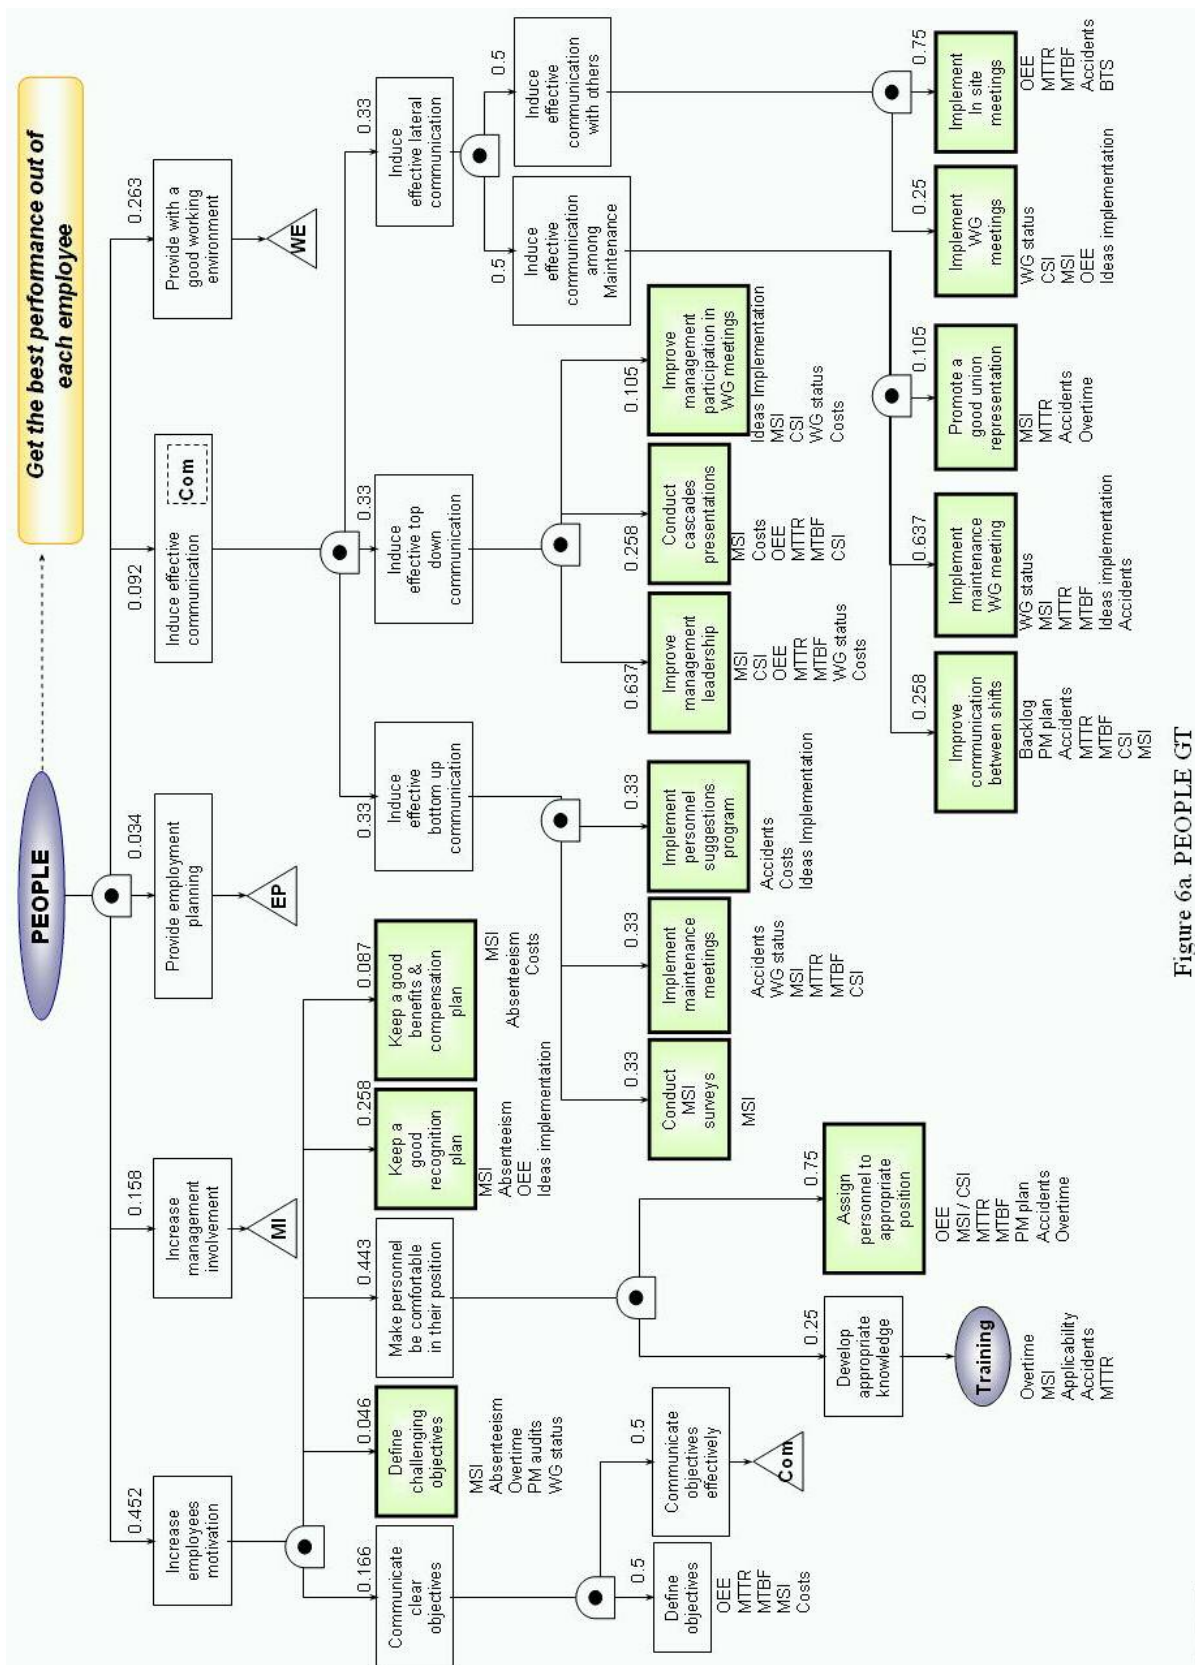 PEOPLE
Get the best perfomance out of
each employee
0.452
Increase
employees
motivation
0.158
Increase
management
involvement
MI
0.034
Provide employment
planning
EP
0.092
Induce effective
communication
Com
0.263
Provide with a
good working
environment
WE
0.166
Communicate
clear
objectives
0.046
Define
challenging
objectives
MSI
Absenteeism
Overtime
PM audits
WG status
0.443
Make personnel
be comfortable
in their position
0.258
Keep a
good
recognition
plan
MSI
Absenteeism
OEE
Ideas implementation
0.087
Keep a good
benefits &
compensation
plan
MSI
Absenteeism
Costs
0.33
Induce
effective
bottom up
communication
0.33
Induce
effective top
down
communication
0.33
Induce
effective lateral
communication
0.5
Define
objectives
OEE
MTTR
MTBF
MSI
Costs
0.5
Communicate
objectives
effectively
Com
0.25
Develop
appropriate
knowledge
Training
Overtime
MSI
Applicability
Accidents
MTTR
0.75
Assign
personnel to
appropriate
position
OEE
MSI / CSI
MTTR
MTBF
PM plan
Accidents
Overtime
0.33
Conduct
MSI
surveys
MSI
0.33
Implement
maintenance
meetings
Accidents
WG status
MSI
MTTR
MTBF
CSI
0.33
Implement
personnel
suggestions
program
Accidents
Costs
Ideas Implementation
0.637
Improve
management
leadership
MSI
CSI
OEE
MTTR
MTBF
WG status
Costs
0.258
Conduct
cascades
presentations
MSI
Costs
OEE
MTTR
MTBF
CSI
0.105
Improve
management
participation in
WG meetings
Ideas Implementation
MSI
CSI
WG status
Costs
0.5
Induce
effective
communication
among
Maintenance
0.5
Induce
effective
communication
with others
0.258
Improve
communication
between shifts
Backlog
PM plan
Accidents
MTTR
MTBF
CSI
MSI
0.637
Implement
maintenance
WG meeting
WG status
MSI
MTTR
MTBF
Ideas implementation
Accidents
0.105
Promote a
good union
representation
MSI
MTTR
Accidents
Overtime
0.25
Implement
WG
meetings
WG status
CSI
MSI
OEE
Ideas implementation
0.75
Implement
In site
meetings
OEE
MTTR
MTBF
Accidents
BTS
Figure 6a. PEOPLE GT